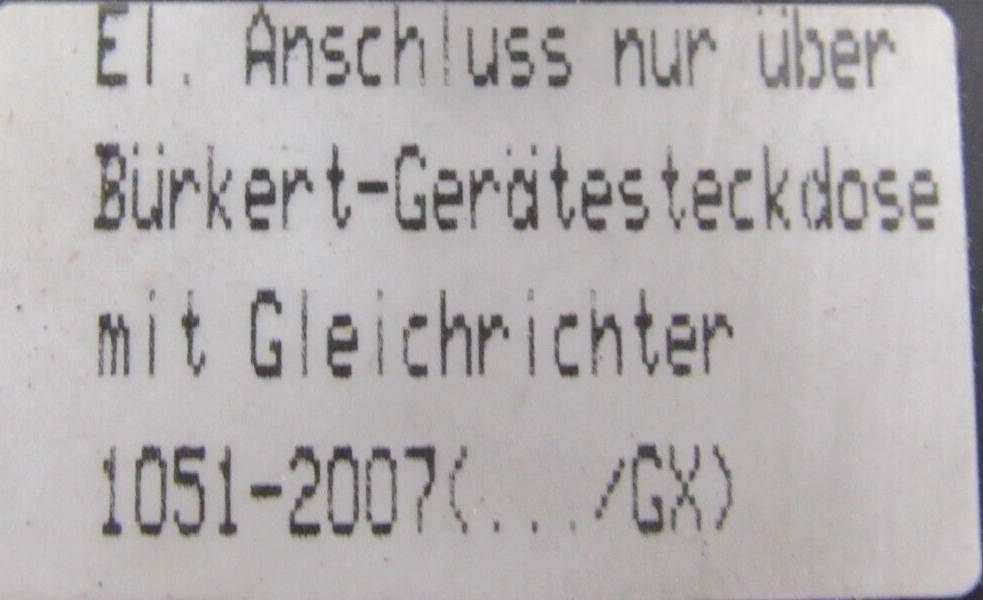 El. Anschluss nur über
Bürkert-Gerätesteckdose
mit Gleichrichter
1051-2007(.../GX)